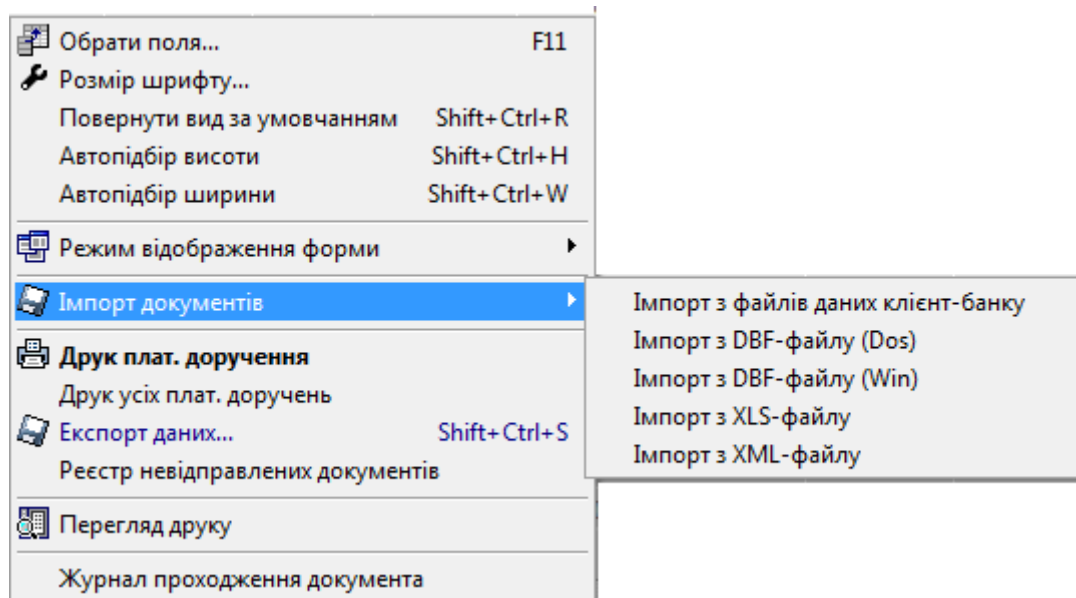 Обрати поля... F11
Розмір шрифту...
Повернути вид за умовчанням Shift+Ctrl+R
Автопідбір висоти Shift+Ctrl+H
Автопідбір ширини Shift+Ctrl+W
Режим відображення форми
Імпорт документів
Імпорт з файлів даних клієнт-банку
Імпорт з DBF-файлу (Dos)
Імпорт з DBF-файлу (Win)
Імпорт з XLS-файлу
Імпорт з XML-файлу
Друк плат. доручення
Друк усіх плат. доручень
Експорт даних... Shift+Ctrl+S
Реєстр невідправлених документів
Перегляд друку
Журнал проходження документа